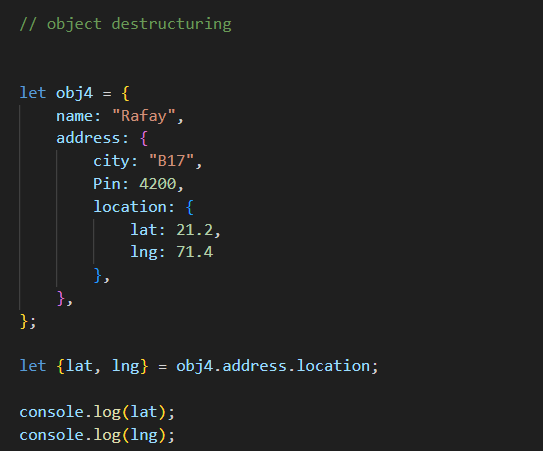 // object destructuring
let obj4 = {
    name: "Rafay",
    address: {
        city: "B17",
        Pin: 4200,
        location: {
            lat: 21.2,
            lng: 71.4
        },
    },
};
let {lat, lng} = obj4.address.location;
console.log(lat);
console.log(lng);